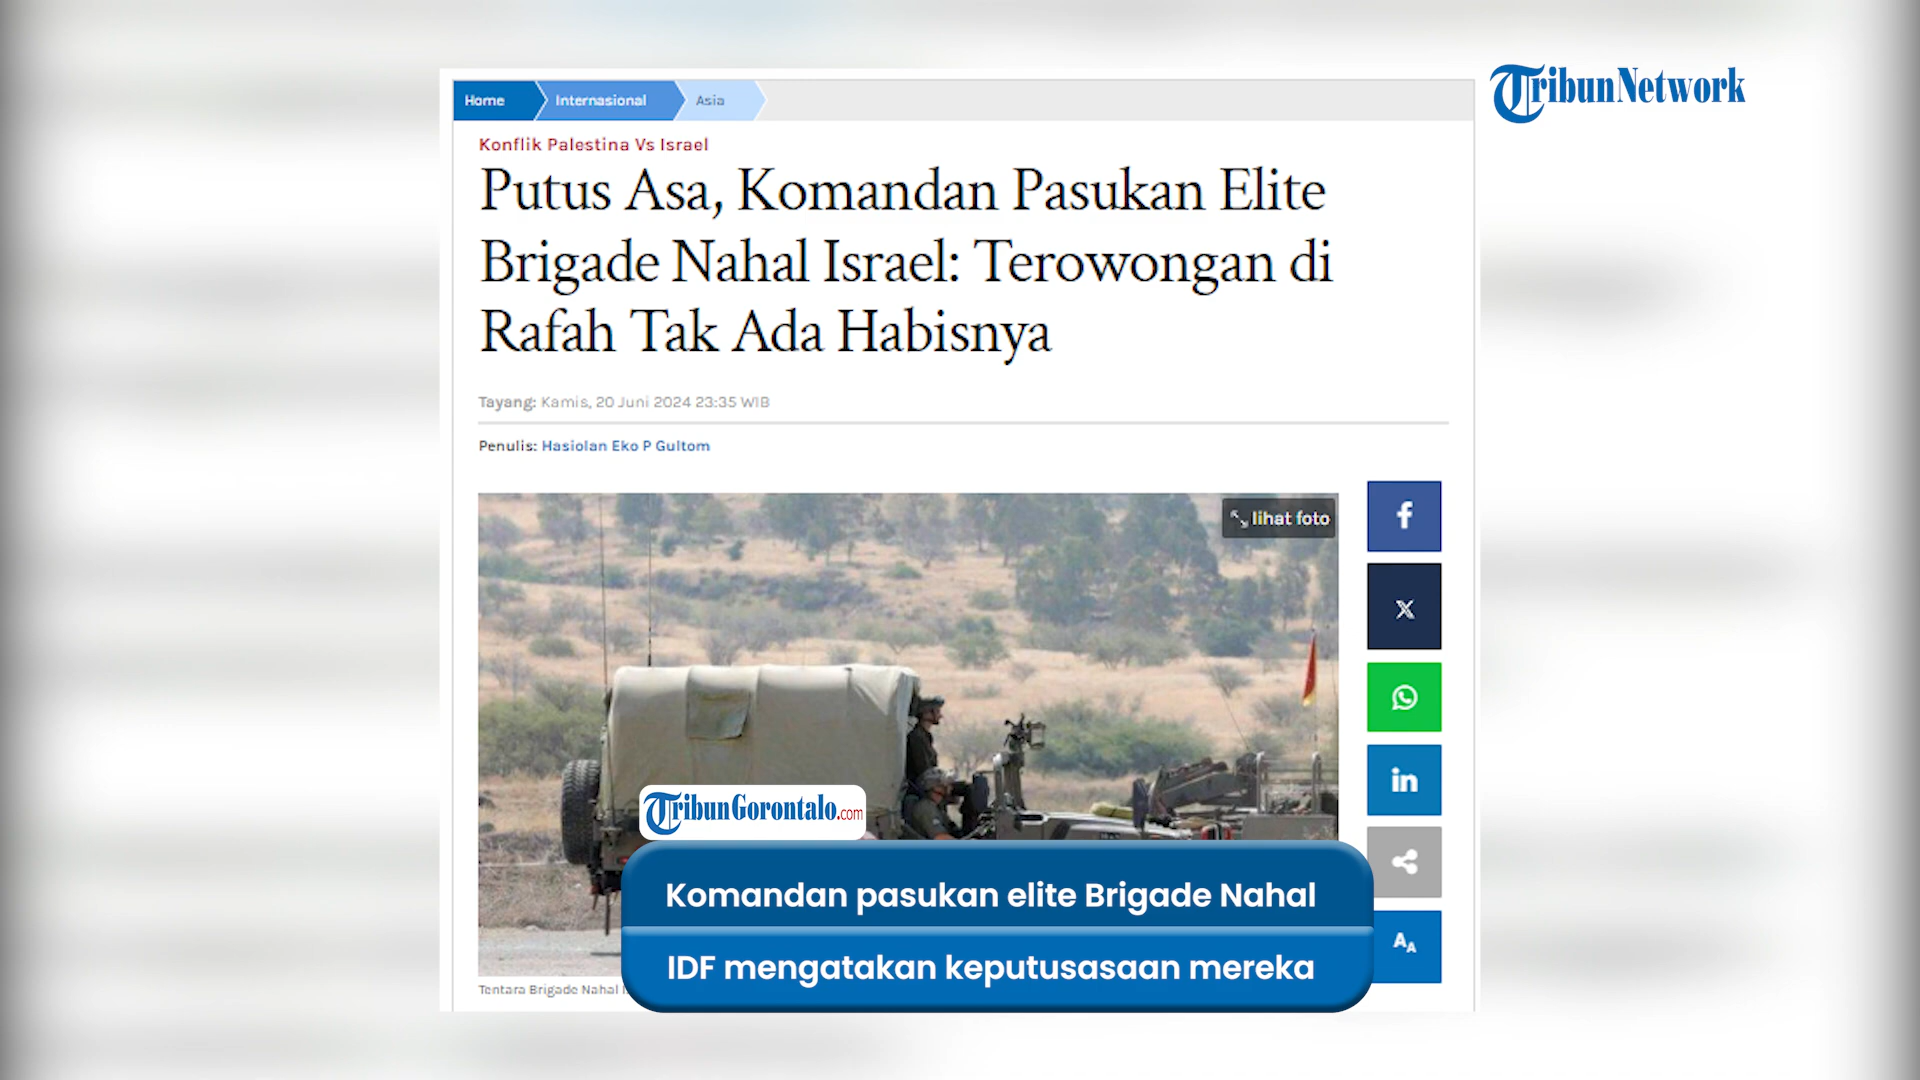 TribunNetwork
Home Internasional Asia
Konflik Palestina Vs Israel
Putus Asa, Komandan Pasukan Elite
Brigade Nahal Israel: Terowongan di
Rafah Tak Ada Habisnya
Tayang: Kamis, 20 Juni 2024 23:35 WIB
Penulis: Hasiolan Eko P Gultom
lihat foto
TribunGorontalo.com
Komandan pasukan elite Brigade Nahal
IDF mengatakan keputusasaan mereka
Tentara Brigade Nahal